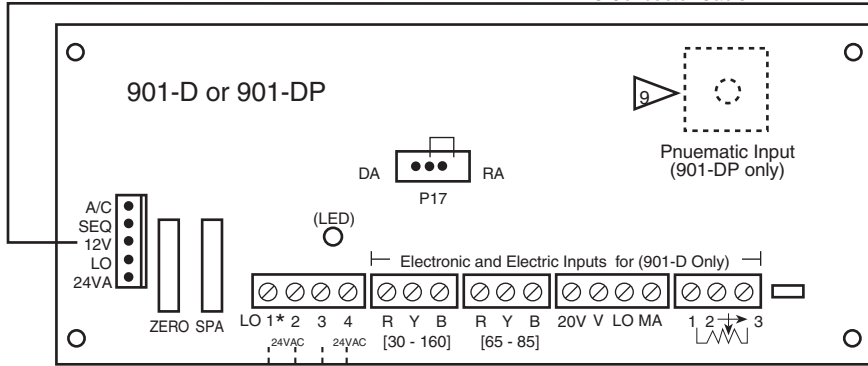 901-D or 901-DP
9
Pnuematic Input
(901-DP only)
DA
RA
P17
A/C
SEQ
12V
LO
24VA
(LED)
Electronic and Electric Inputs for (901-D Only)
ZERO SPA
LO 1* 2 3 4
R Y B
R Y B
20V V LO MA
1 2 3
24VAC
24VAC
[30 - 160]
[65 - 85]